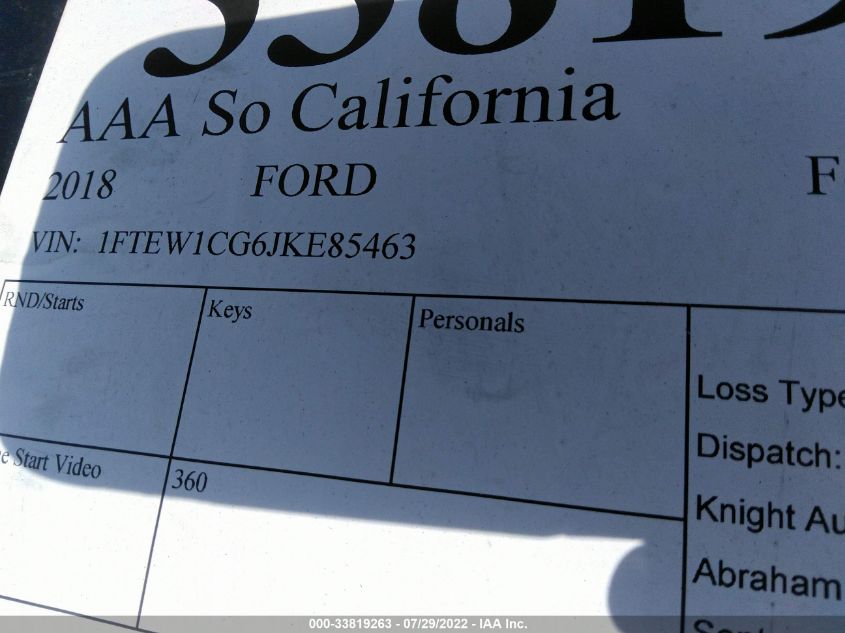 AAA So California
2018 FORD F
VIN: 1FTEW1CG6JKE85463
RND/Starts Keys Personals
Loss Type
Dispatch:
Start Video 360
Knight Au
Abraham
000-33819263 - 07/29/2022 - IAA Inc.